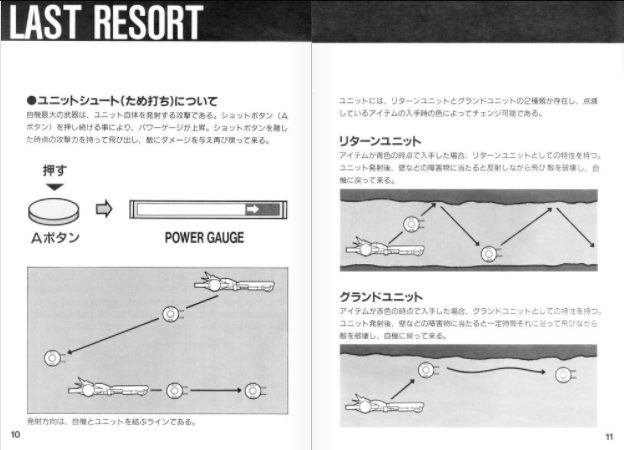 LAST RESORT
●ユニットシュート(ため打ち)について
自機最大の武器は、ユニット自体を発射する攻撃である。ショットボタン(A
ボタン)を押し続ける事により、パワーゲージが上昇。ショットボタンを離し
た時点の攻撃力を持って飛び出し、敵にダメージを与え再び戻って来る。
押す
Aボタン
POWER GAUGE
発射方向は、自機とユニットを結ぶラインである。
10
ユニットには、リターンユニットとグランドユニットの2種類が存在し、点滅
しているアイテムの入手時の色によってチェンジ可能である。
リターンユニット
アイテムが青色の時点で入手した場合、リターンユニットとしての特性を持つ。
ユニット発射後、壁などの障害物に当たると反射しながら飛び敵を破壊し、自
機に戻って来る。
グランドユニット
アイテムが赤色の時点で入手した場合、グランドユニットとしての特性を持つ。
ユニット発射後、壁などの障害物に当たると一定時間それに沿って飛びながら
敵を破壊し、自機に戻って来る。
11